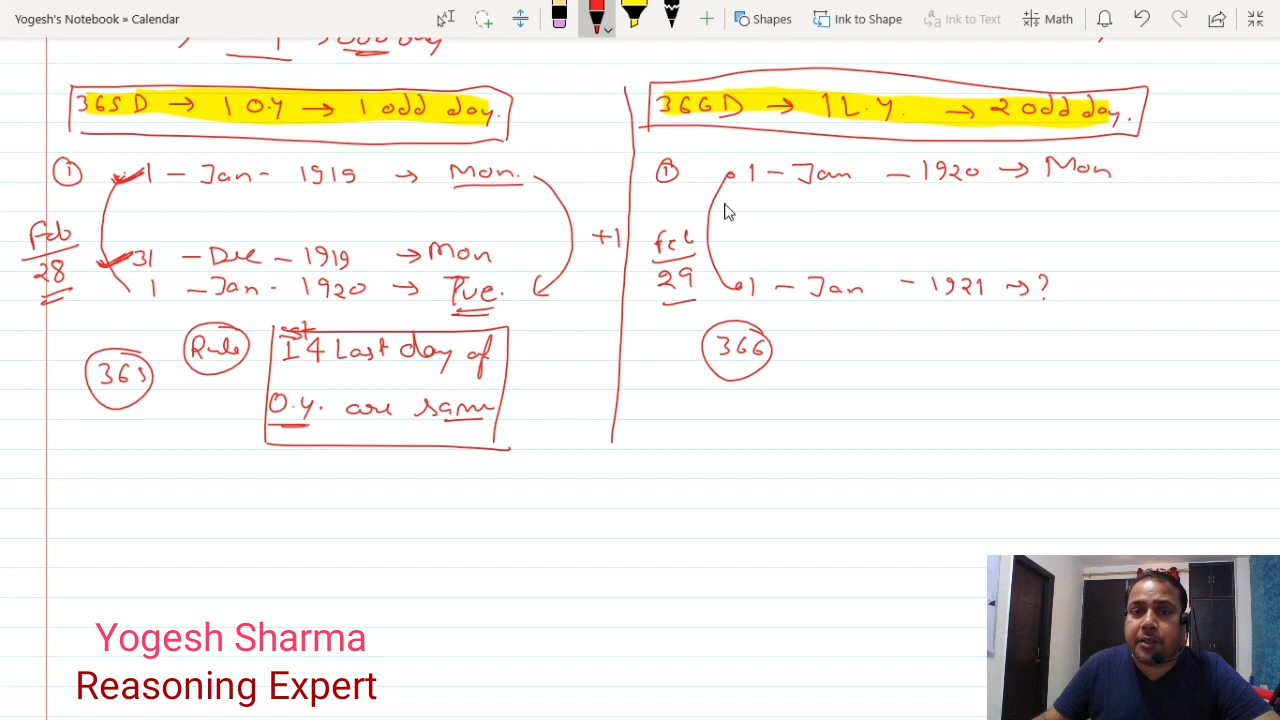 Yogesh's Notebook » Calendar
Shapes
Ink to Shape
Ink to Text
Math
1 odd day
365 D → 1 O.Y → 1 odd day.
① 1 - Jan - 1919 → Mon.
Feb
28
31 - Dec - 1919 → Mon
1 - Jan - 1920 → Tue.
+1
365
Rule
1st & Last day of
O.Y. are same
366 D → 1 L.Y. → 2 odd day.
① 1 - Jan - 1920 → Mon
Feb
29
1 - Jan - 1921 → ?
366
Yogesh Sharma
Reasoning Expert